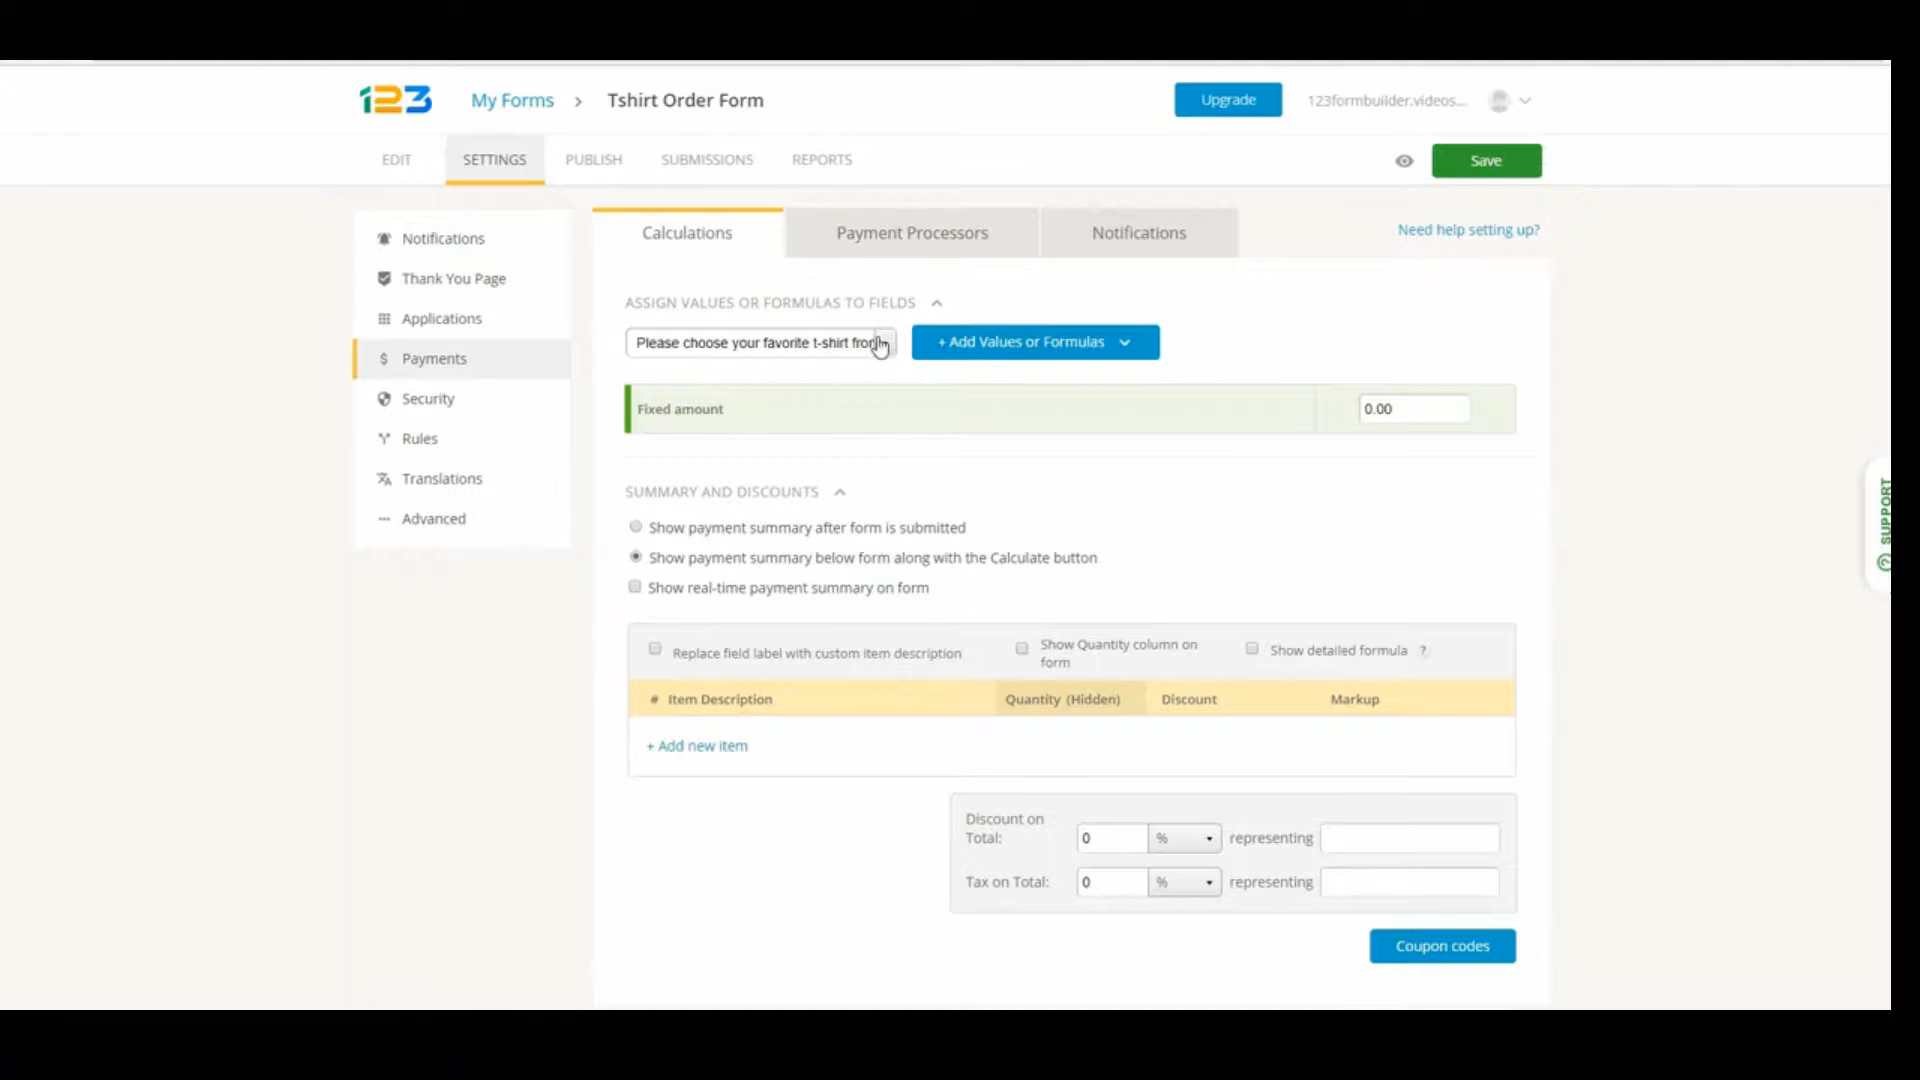 123 My Forms > Tshirt Order Form Upgrade 123formbuilder.videos...
EDIT SETTINGS PUBLISH SUBMISSIONS REPORTS Save
Notifications
Thank You Page
Applications
$ Payments
Security
Rules
Translations
Advanced
Calculations Payment Processors Notifications Need help setting up?
ASSIGN VALUES OR FORMULAS TO FIELDS
Please choose your favorite t-shirt from + Add Values or Formulas
Fixed amount 0.00
SUMMARY AND DISCOUNTS
Show payment summary after form is submitted
Show payment summary below form along with the Calculate button
Show real-time payment summary on form
Replace field label with custom item description Show Quantity column on
form
Show detailed formula ?
# Item Description Quantity (Hidden) Discount Markup
+ Add new item
Discount on
Total: 0 % representing
Tax on Total: 0 % representing
Coupon codes
? SUPPORT